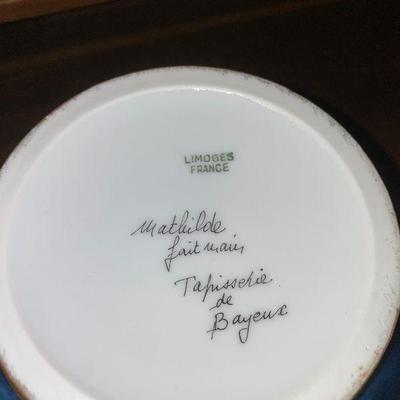 LIMOGES
FRANCE
Mathilde
fait main
Tapisserie
de
Bayeux